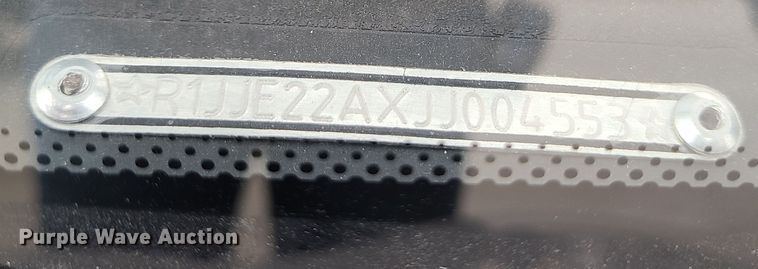 ☆R1JJE22AXJJ004553☆
Purple Wave Auction